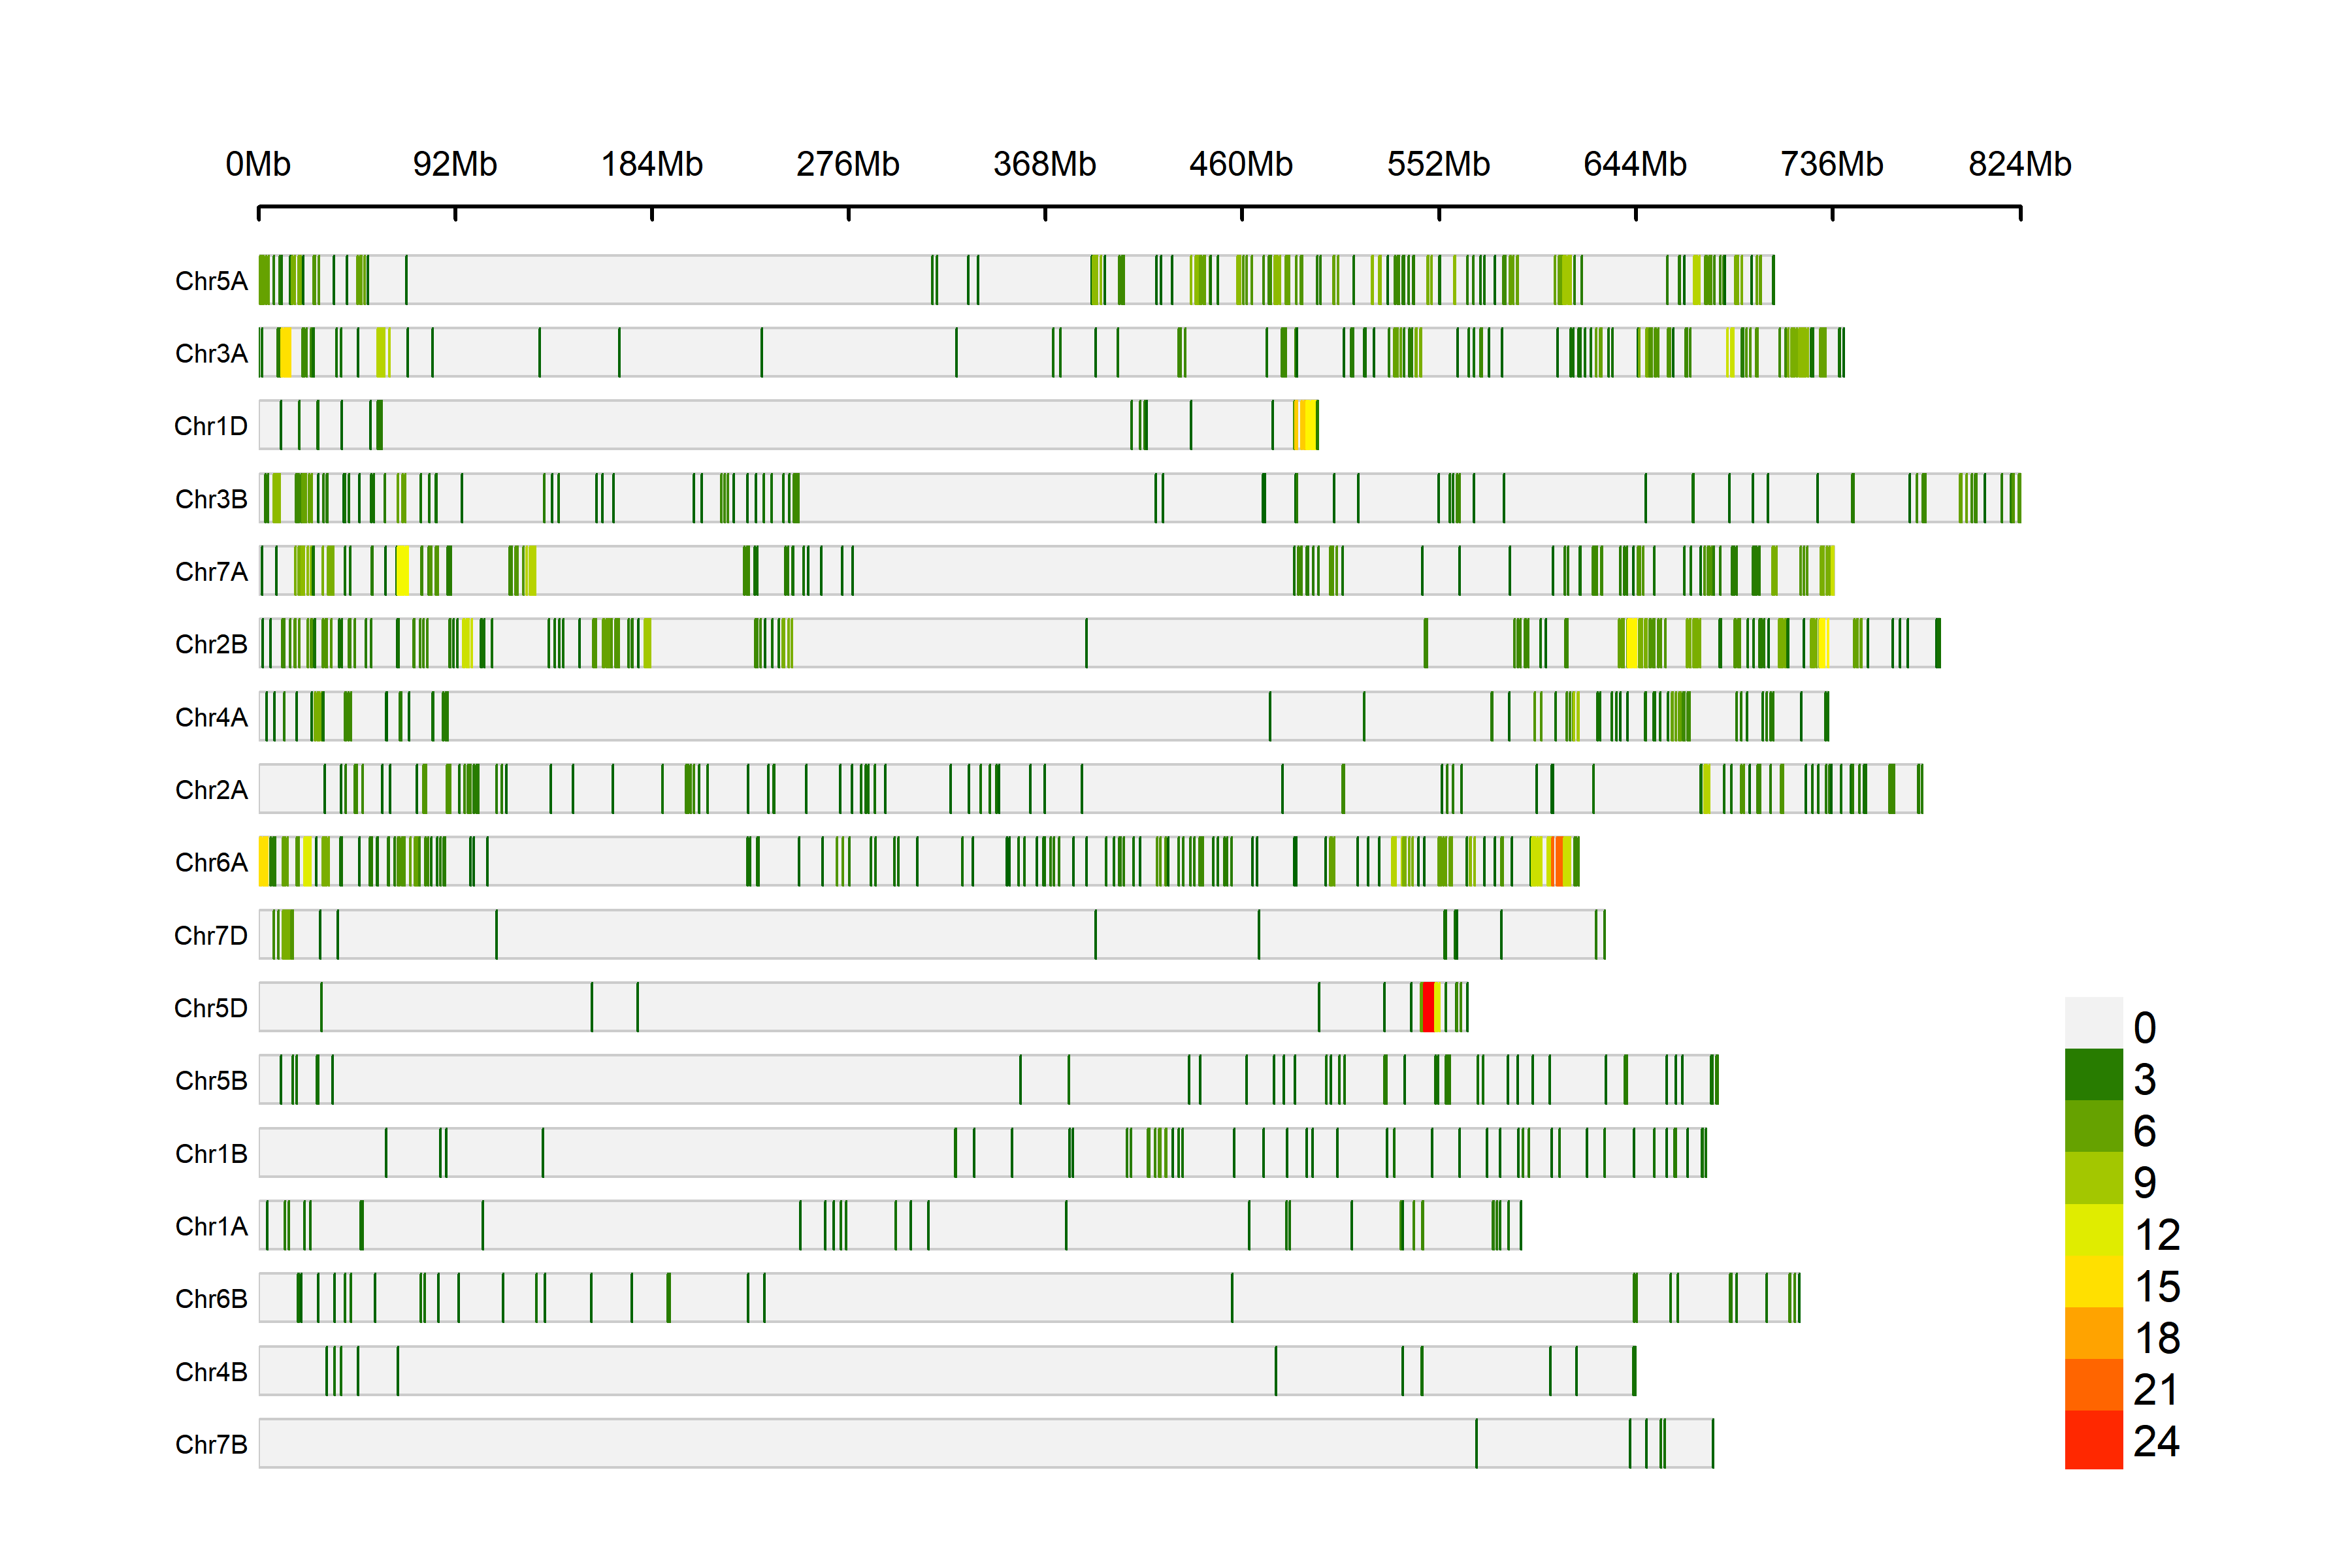 0Mb 92Mb 184Mb 276Mb 368Mb 460Mb 552Mb 644Mb 736Mb 824Mb
Chr5A
Chr3A
Chr1D
Chr3B
Chr7A
Chr2B
Chr4A
Chr2A
Chr6A
Chr7D
Chr5D
Chr5B
Chr1B
Chr1A
Chr6B
Chr4B
Chr7B
0
3
6
9
12
15
18
21
24